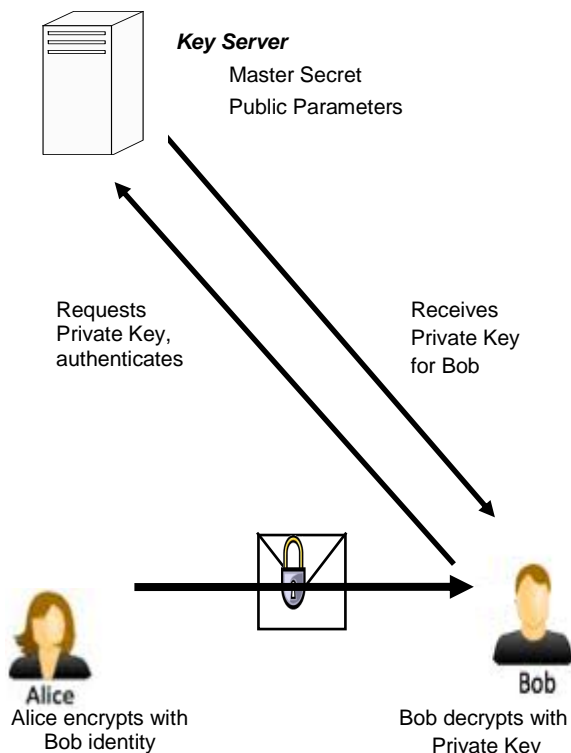 Key Server
Master Secret
Public Parameters
Requests
Private Key,
authenticates
Receives
Private Key
for Bob
Alice
Bob
Alice encrypts with
Bob identity
Bob decrypts with
Private Key